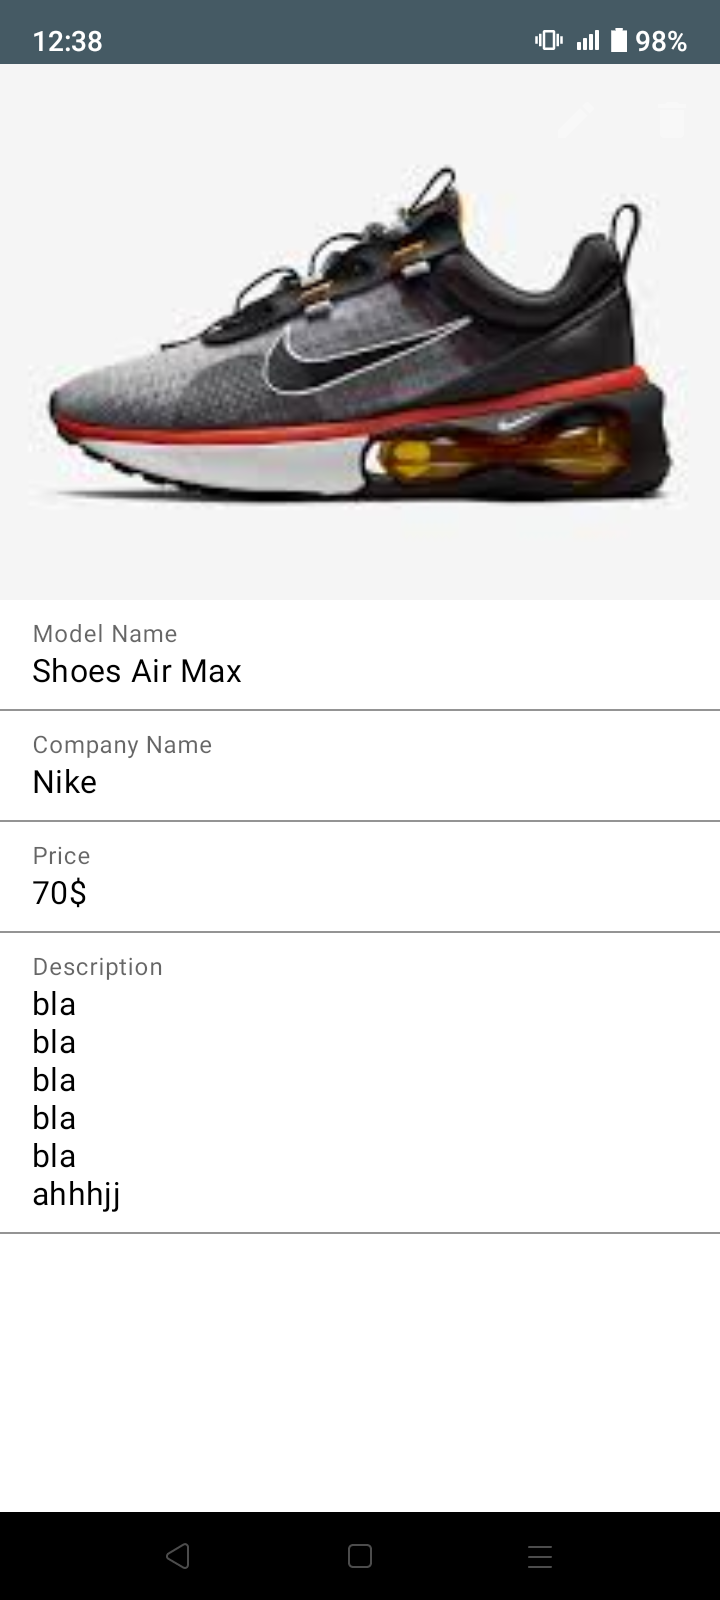 12:38 98%
Model Name
Shoes Air Max
Company Name
Nike
Price
70$
Description
bla
bla
bla
bla
bla
ahhhjj